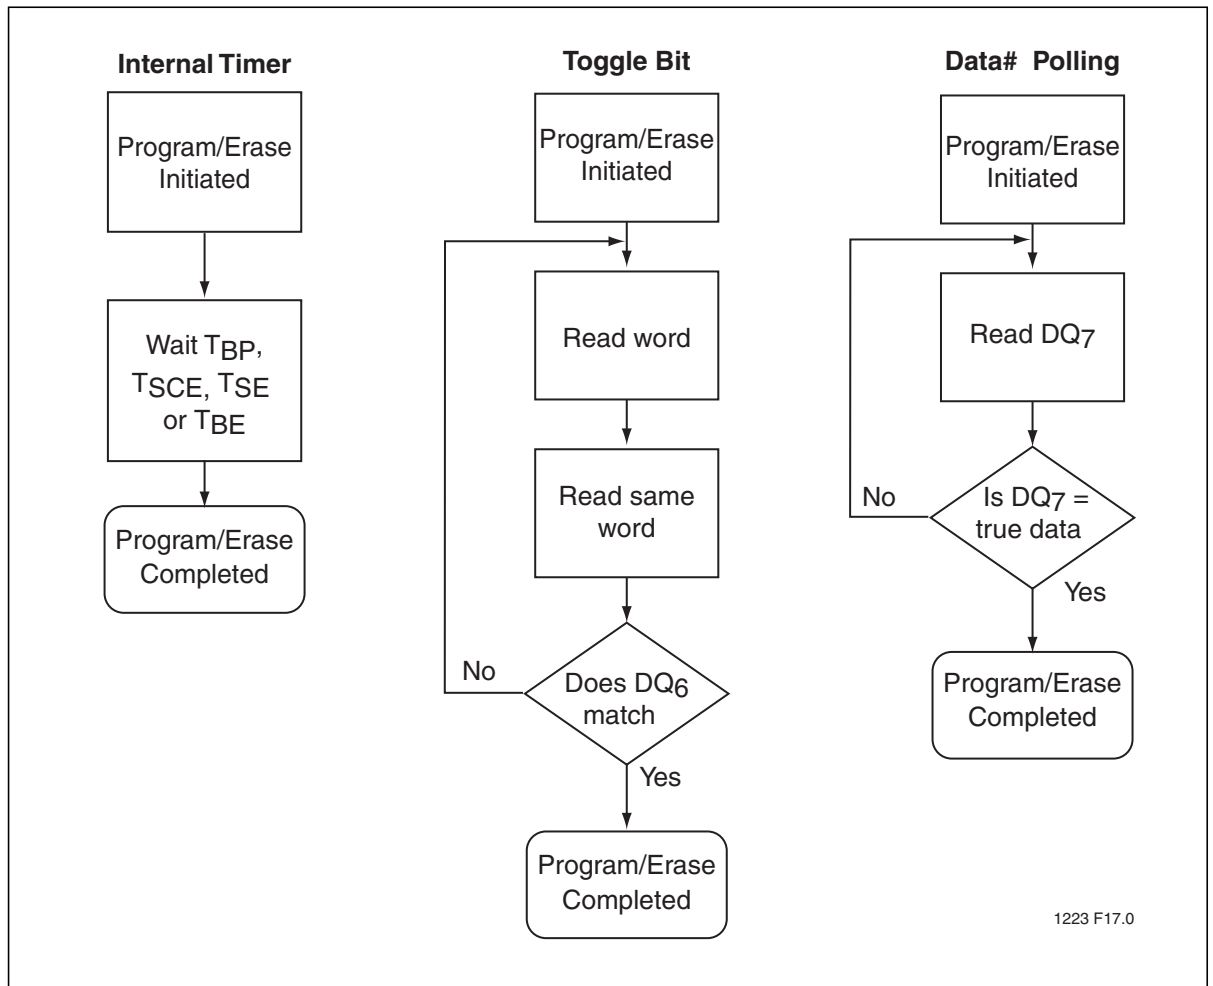 Internal Timer
Program/Erase
Initiated
Wait TBP,
TSCE, TSE
or TBE
Program/Erase
Completed
Toggle Bit
Program/Erase
Initiated
Read word
Read same
word
No
Does DQ6
match
Yes
Program/Erase
Completed
Data# Polling
Program/Erase
Initiated
Read DQ7
No
Is DQ7 =
true data
Yes
Program/Erase
Completed
1223 F17.0